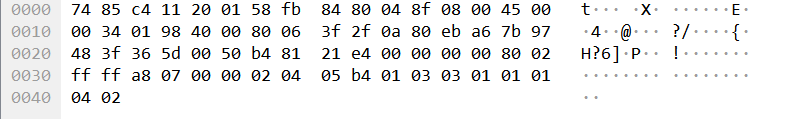 0000 74 85 c4 11 20 01 58 fb 84 80 04 8f 08 00 45 00 t· · · ·X· · · · · · ·E·
0010 00 34 01 98 40 00 80 06 3f 2f 0a 80 eb a6 7b 97 ·4· ·@· · · ?/· · · ·{·
0020 48 3f 36 5d 00 50 b4 81 21 e4 00 00 00 00 80 02 H?6]·P· · !· · · · · · ·
0030 ff ff a8 07 00 00 02 04 05 b4 01 03 03 01 01 01 · · · · · · · · · · · · · · · ·
0040 04 02 · ·